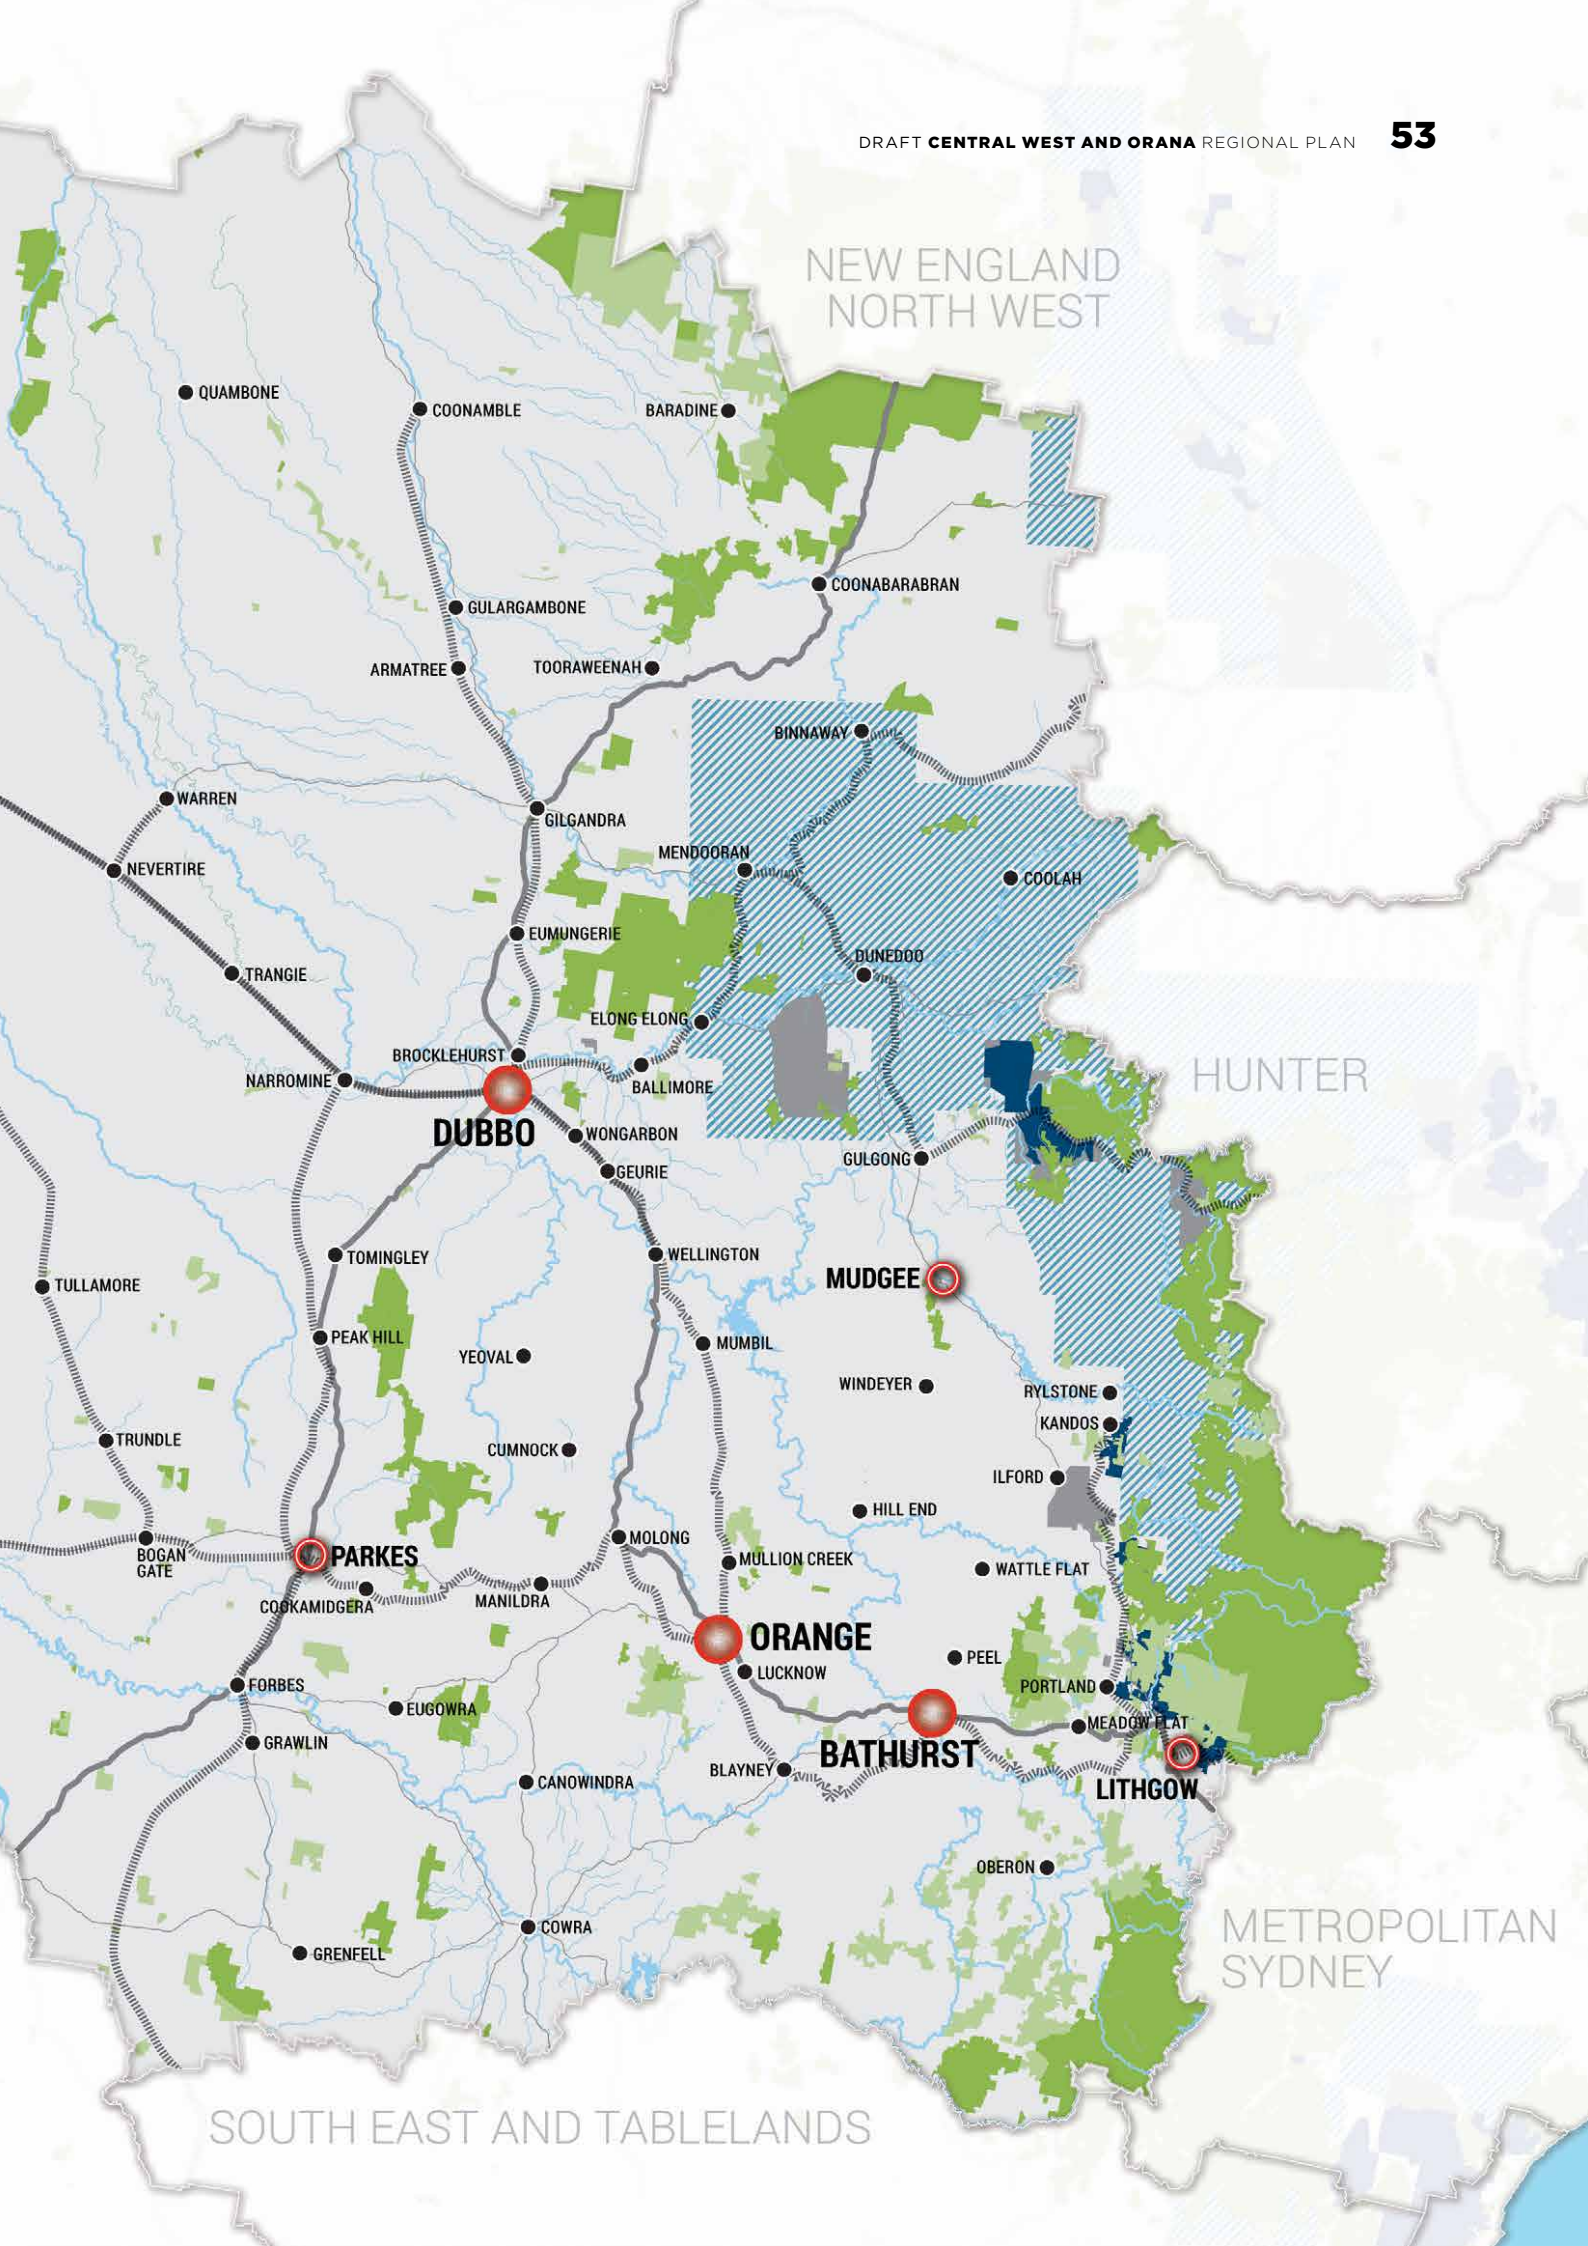 DRAFT CENTRAL WEST AND ORANA REGIONAL PLAN 53
NEW ENGLAND
NORTH WEST
QUAMBONE
COONAMBLE
BARADINE
COONABARABRAN
GULARGAMBONE
ARMATREE
TOORAWEENAH
BINNAWAY
WARREN
GILGANDRA
MENDOORAN
NEVERTIRE
COOLAH
EUMUNGERIE
DUNEDOO
TRANGIE
ELONG ELONG
BROCKLEHURST
NARROMINE
BALLIMORE
HUNTER
DUBBO
WONGARBON
GULGONG
GEURIE
TOMINGLEY
WELLINGTON
MUDGEE
TULLAMORE
PEAK HILL
MUMBIL
YEOVAL
WINDEYER
RYLSTONE
KANDOS
TRUNDLE
CUMNOCK
ILFORD
HILL END
MOLONG
BOGAN
GATE
PARKES
MULLION CREEK
WATTLE FLAT
COOKAMIDGERA
MANILDRA
ORANGE
PEEL
LUCKNOW
FORBES
PORTLAND
EUGOWRA
MEADOW FLAT
GRAWLIN
BATHURST
BLAYNEY
CANOWINDRA
LITHGOW
OBERON
COWRA
METROPOLITAN
SYDNEY
GRENFELL
SOUTH EAST AND TABLELANDS